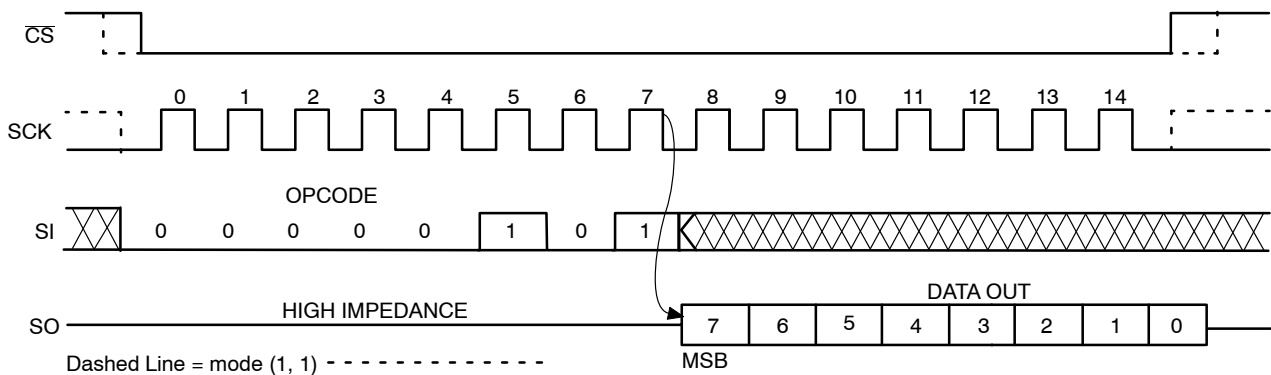 CS
0 1 2 3 4 5 6 7 8 9 10 11 12 13 14
SCK
OPCODE
SI 0 0 0 0 0 1 0 1
DATA OUT
HIGH IMPEDANCE
SO 7 6 5 4 3 2 1 0
Dashed Line = mode (1, 1) - - - - - - - - - - - - - - - -
MSB